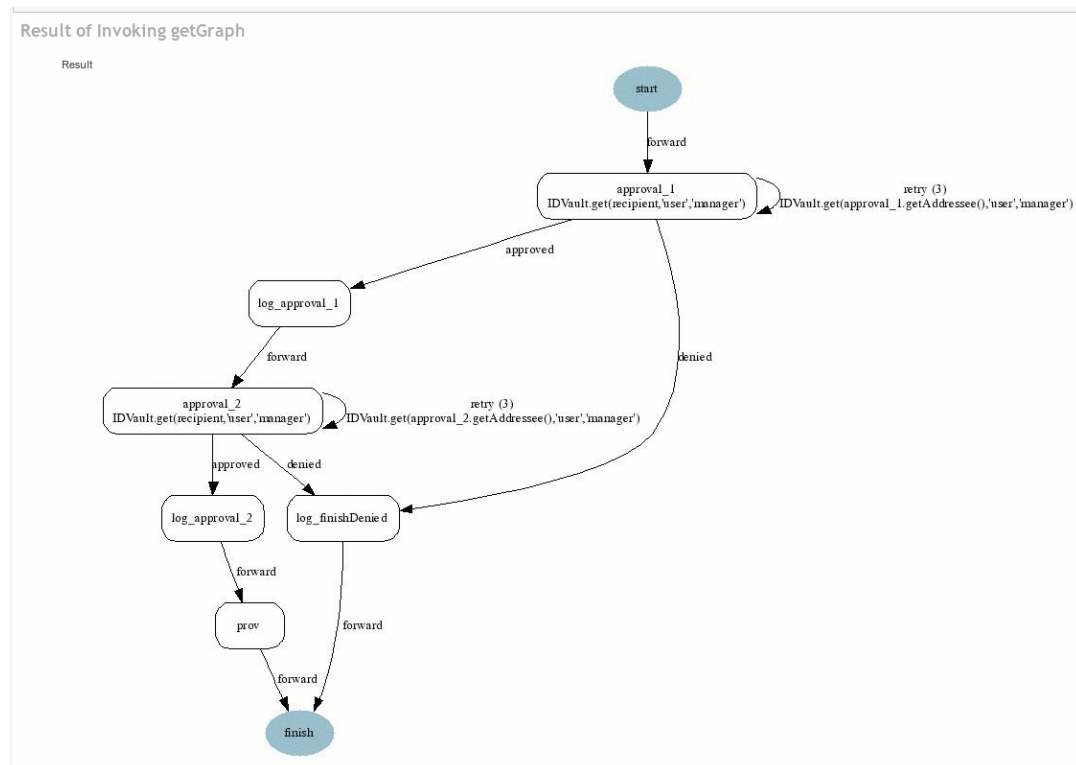 Result of Invoking getGraph
Result
start
forward
approval_1
IDVault.get(recipient,'user','manager')
retry (3)
IDVault.get(approval_1.getAddressee(),'user','manager')
approved
log_approval_1
forward
denied
approval_2
IDVault.get(recipient,'user','manager')
retry (3)
IDVault.get(approval_2.getAddressee(),'user','manager')
approved
denied
log_approval_2
log_finishDenied
forward
prov
forward
forward
finish